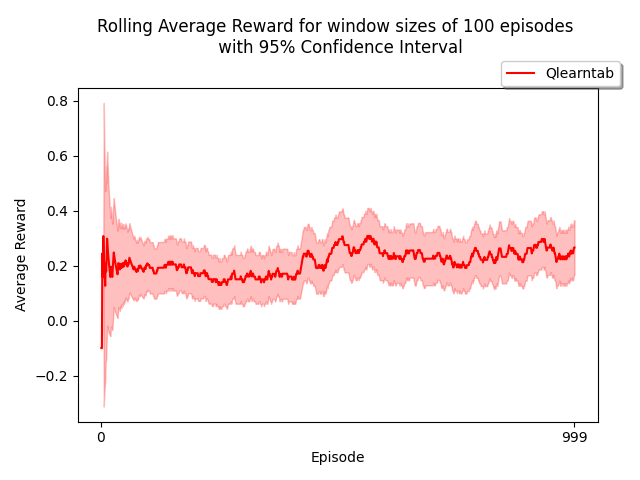 Rolling Average Reward for window sizes of 100 episodes
with 95% Confidence Interval
Qlearntab
0.8
0.6
0.4
0.2
0.0
−0.2
Average Reward
0
999
Episode